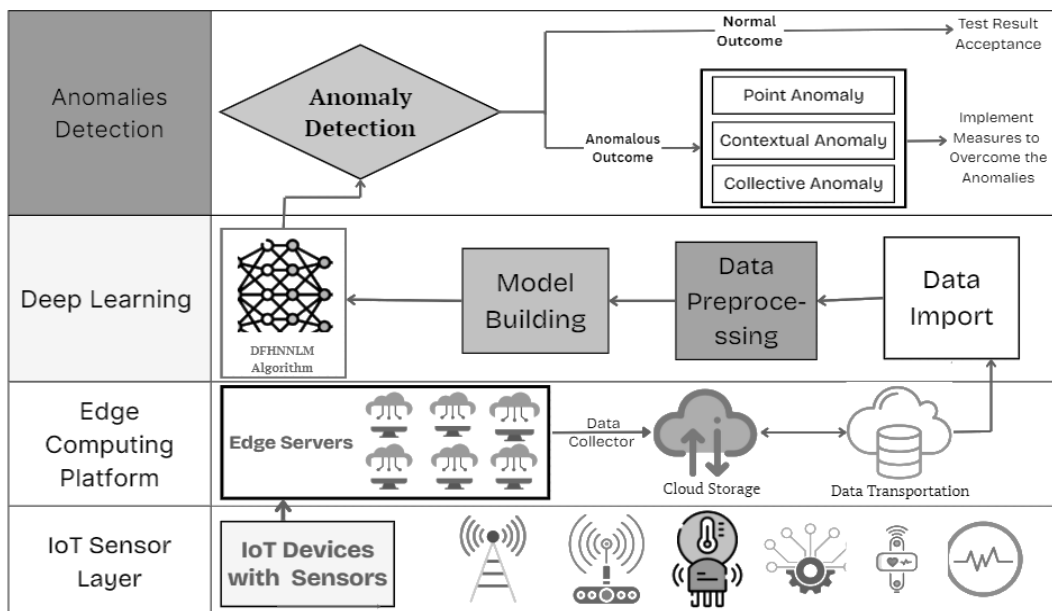 Anomalies
Detection
Anomaly
Detection
Normal
Outcome
Test Result
Acceptance
Anomalous
Outcome
Point Anomaly
Contextual Anomaly
Collective Anomaly
Implement
Measures to
Overcome the
Anomalies
Deep Learning
DFHNNLM
Algorithm
Model
Building
Data
Preproce-
ssing
Data
Import
Edge
Computing
Platform
Edge Servers
Data
Collector
Cloud Storage
Data Transportation
IoT Sensor
Layer
IoT Devices
with Sensors